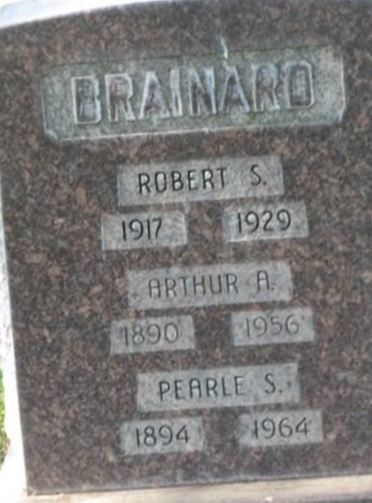 BRAINARD
ROBERT S.
1917 1929
ARTHUR A.
1890 1956
PEARLE S.
1894 1964